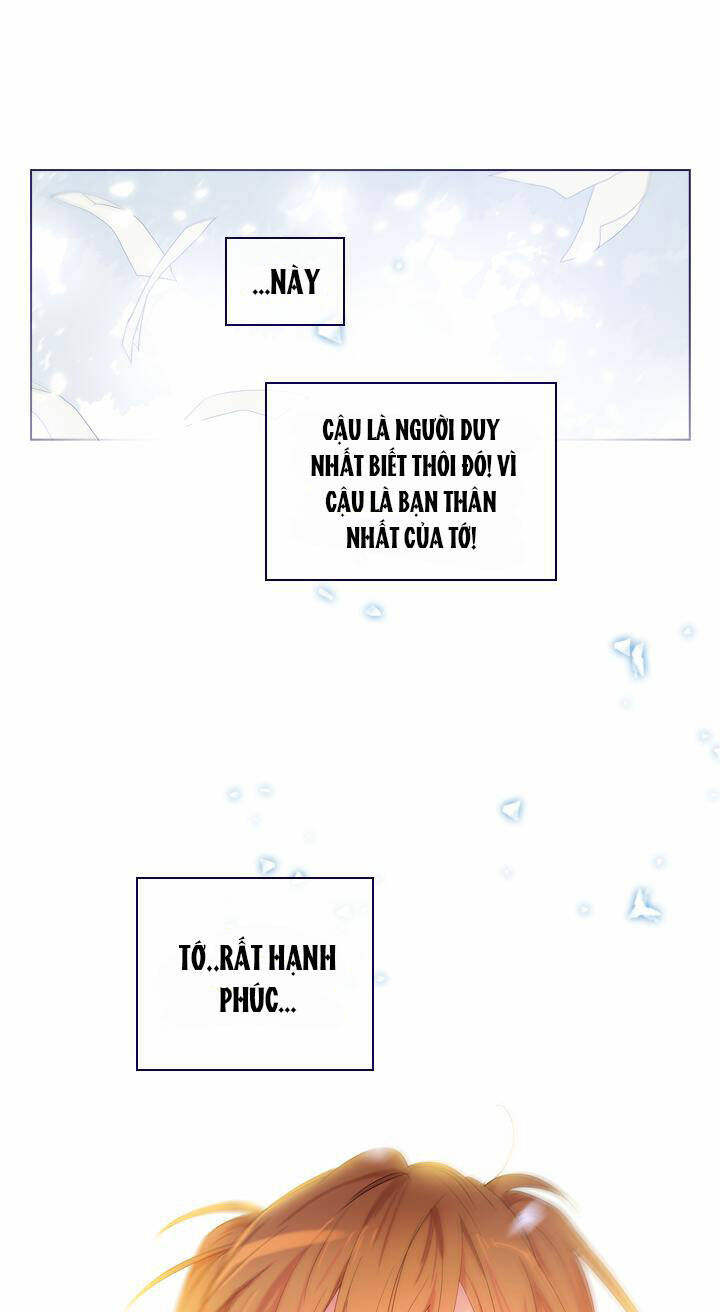 ...NÀY
CẬU LÀ NGƯỜI DUY
NHẤT BIẾT THÔI ĐÓ! VÌ
CẬU LÀ BẠN THÂN
NHẤT CỦA TỚ!
TỚ..RẤT HẠNH
PHÚC...